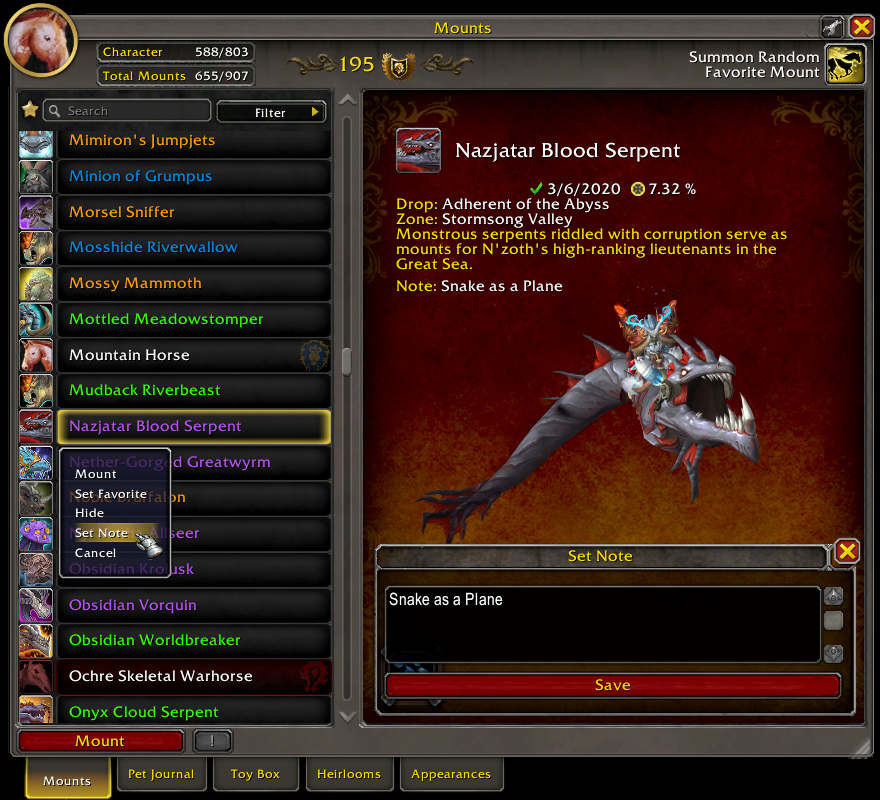 Mounts
Character 588/803
Total Mounts 655/907
195
Summon Random
Favorite Mount
Search
Filter
Mimiron's Jumpjets
Minion of Grumpus
Morsel Sniffer
Mosshide Riverwallow
Mossy Mammoth
Mottled Meadowstomper
Mountain Horse
Mudback Riverbeast
Nazjatar Blood Serpent
Nether-Gorged Greatwyrm
Mount
Set Favorite
Hide
Set Note
Cancel
Obsidian Vorquin
Obsidian Worldbreaker
Ochre Skeletal Warhorse
Onyx Cloud Serpent
Nazjatar Blood Serpent
3/6/2020 7.32 %
Drop: Adherent of the Abyss
Zone: Stormsong Valley
Monstrous serpents riddled with corruption serve as
mounts for N'zoth's high-ranking lieutenants in the
Great Sea.
Note: Snake as a Plane
Set Note
Snake as a Plane
Save
Mount
!
Mounts
Pet Journal
Toy Box
Heirlooms
Appearances